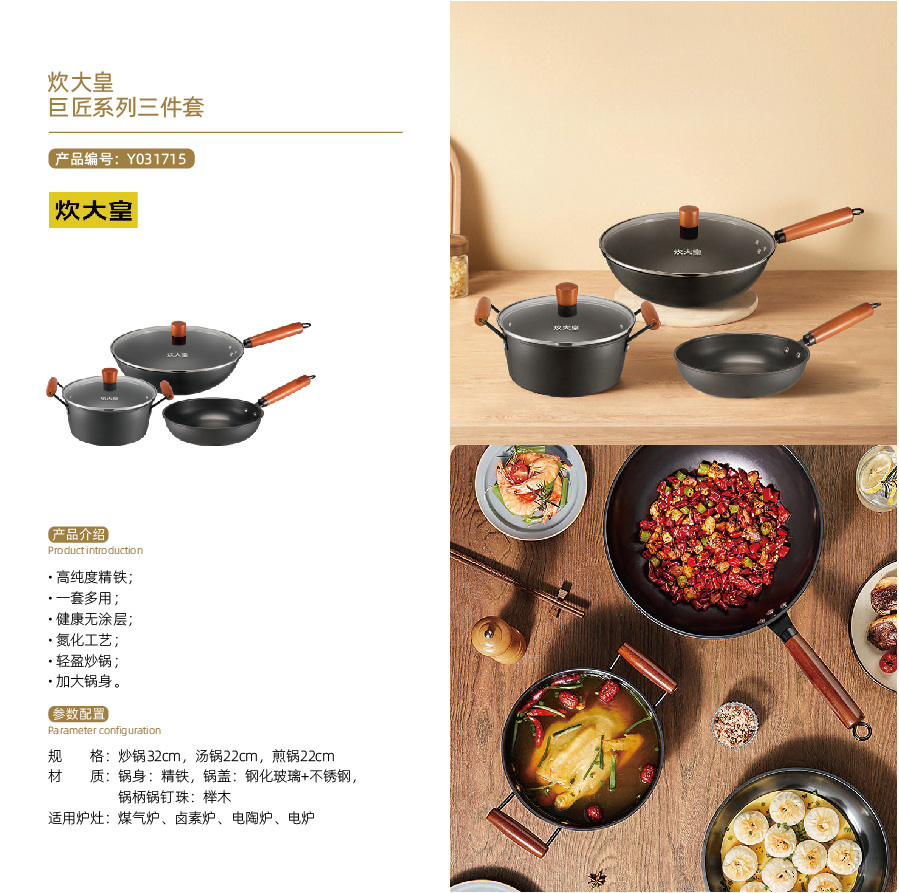 炊大皇
巨匠系列三件套
产品编号：Y031715
炊大皇
炊大皇
炊大皇
炊大皇
炊大皇
产品介绍
Product introduction
• 高纯度精铁；
• 一套多用；
• 健康无涂层；
• 氮化工艺；
• 轻盈炒锅；
• 加大锅身。
参数配置
Parameter configuration
规 格：炒锅32cm，汤锅22cm，煎锅22cm
材 质：锅身：精铁，锅盖：钢化玻璃+不锈钢，
锅柄锅钉珠：榉木
适用炉灶：煤气炉、卤素炉、电陶炉、电炉